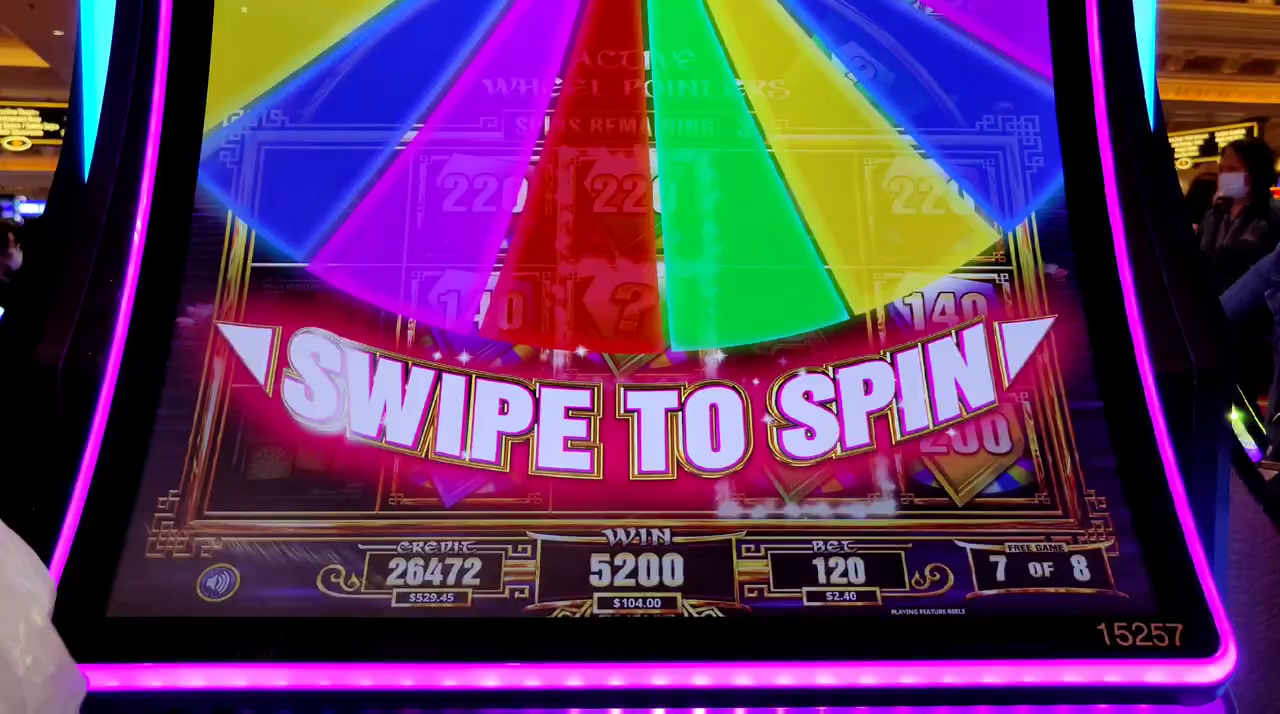 ACTIVE
WHEEL POINTERS
SPINS REMAINING
220 220 220
140 ? 140
SWIPE TO SPIN
200
CREDIT WIN BET FREE GAME
26472 5200 120 7 OF 8
$529.45 $104.00 $2.40
PLAYING FEATURE REELS
15257